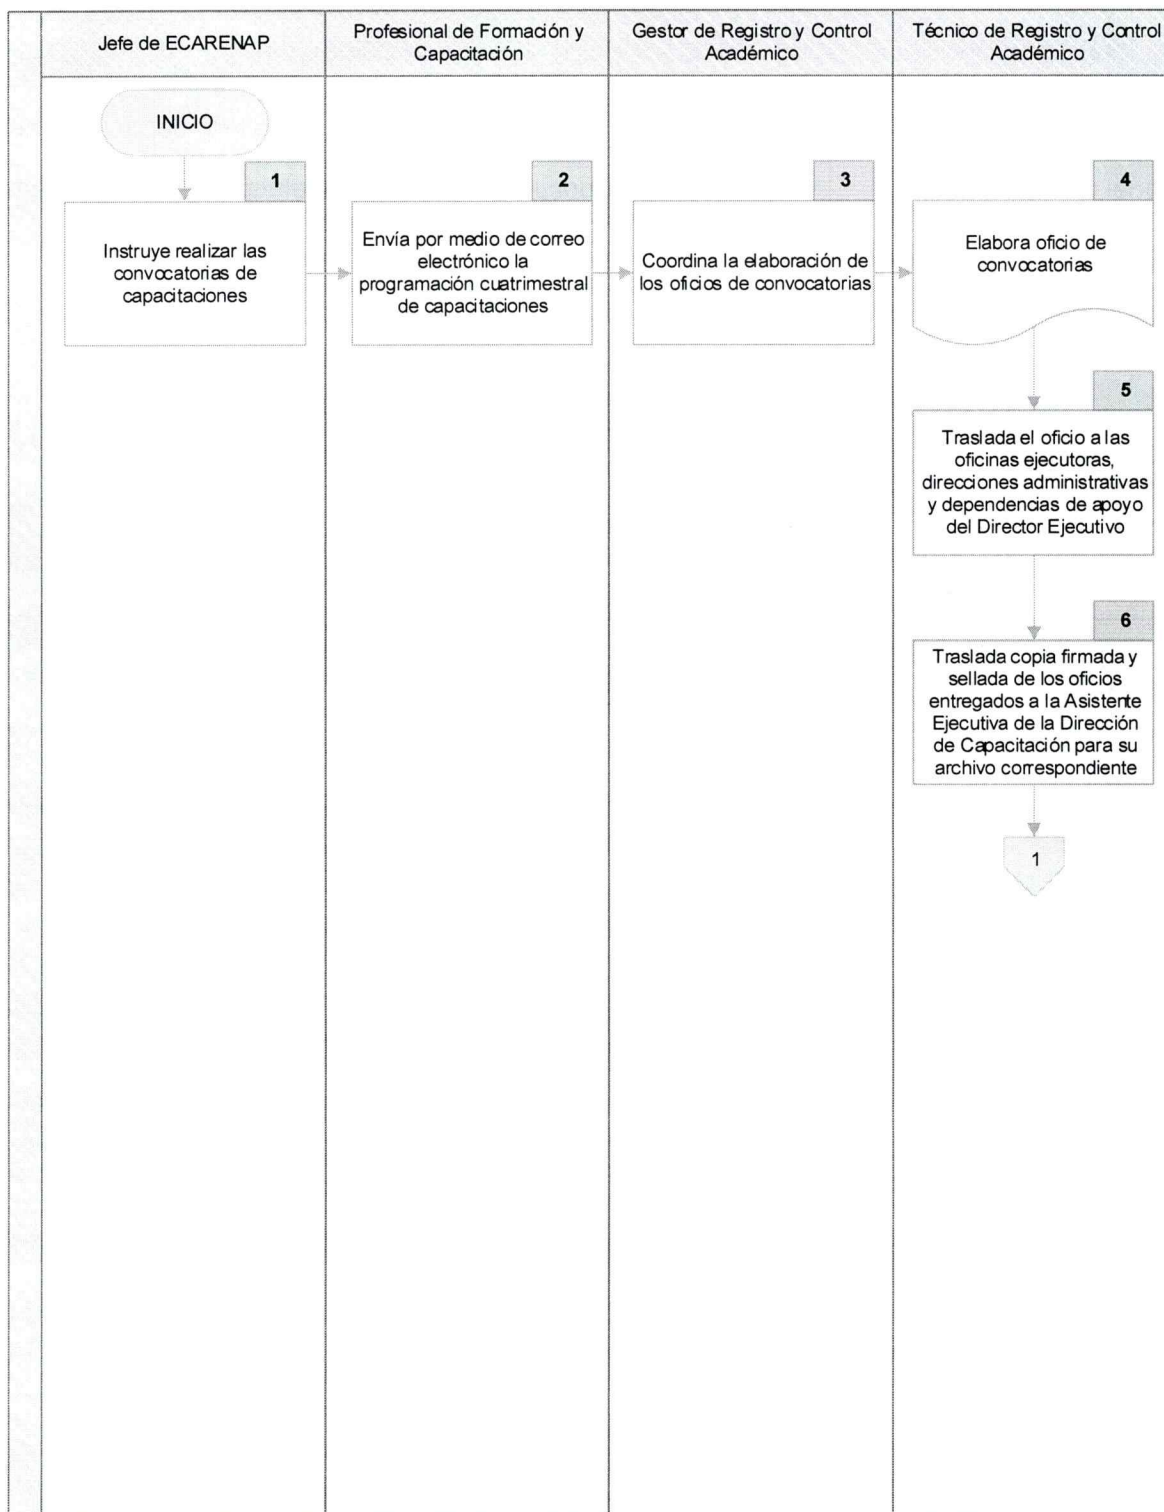 Jefe de ECARENAP
Profesional de Formación y
Capacitación
Gestor de Registro y Control
Académico
Técnico de Registro y Control
Académico
INICIO
1
Instruye realizar las
convocatorias de
capacitaciones
2
Envía por medio de correo
electrónico la
programación cuatrimestral
de capacitaciones
3
Coordina la elaboración de
los oficios de convocatorias
4
Elabora oficio de
convocatorias
5
Traslada el oficio a las
oficinas ejecutoras,
direcciones administrativas
y dependencias de apoyo
del Director Ejecutivo
6
Traslada copia firmada y
sellada de los oficios
entregados a la Asistente
Ejecutiva de la Dirección
de Capacitación para su
archivo correspondiente
1